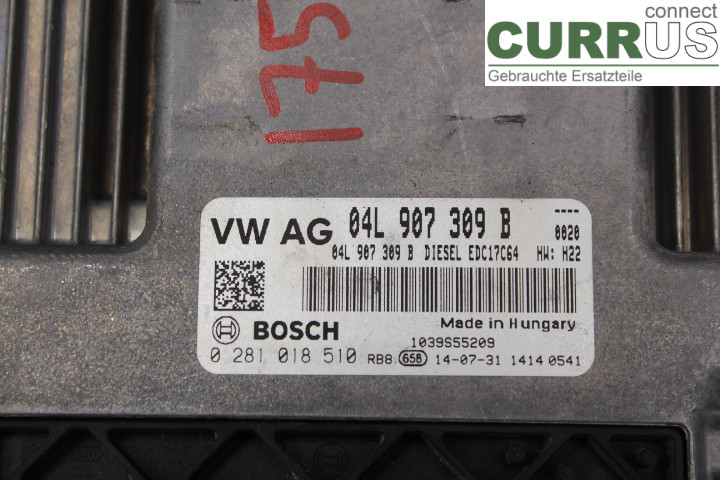 connect
CURRUS
Gebrauchte Ersatzteile
175
VW AG 04L 907 309 B ---- 0020
04L 907 309 B DIESEL EDC17C64 HW: H22
Made in Hungary
BOSCH 1039S55209
0 281 018 510 RB8 658 14-07-31 1414 0541